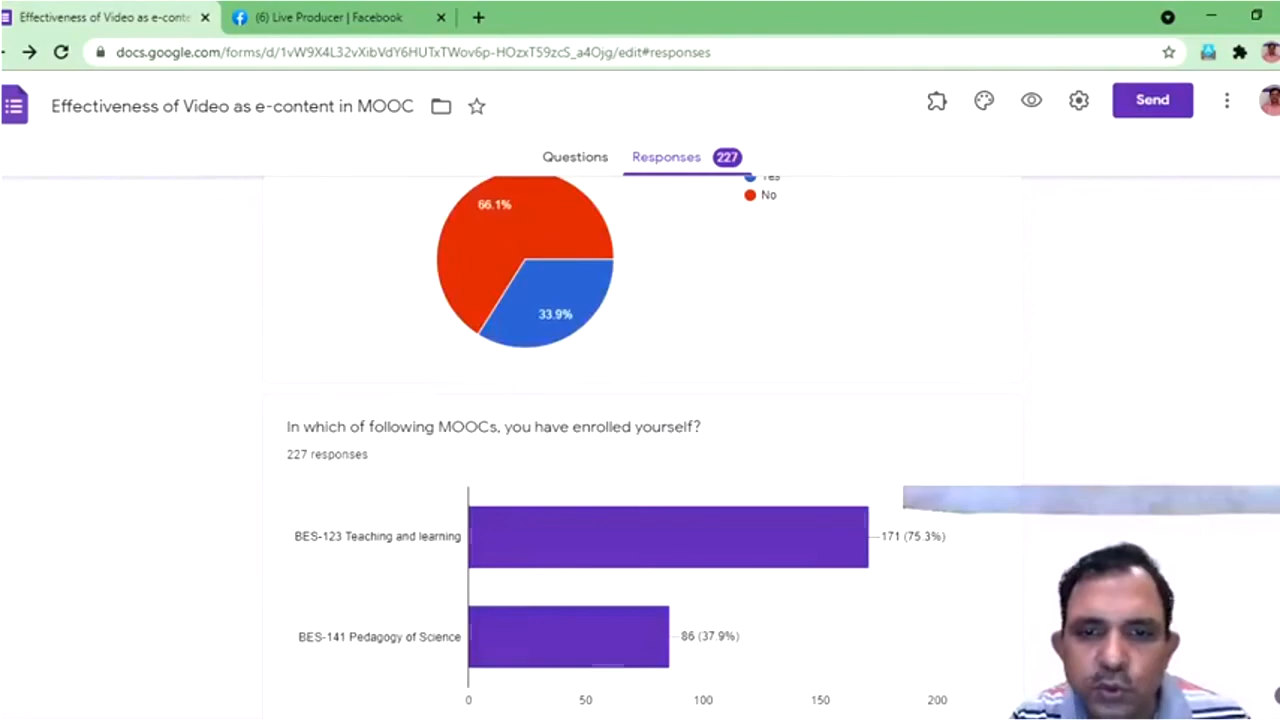 Effectiveness of Video as e-conte
(6) Live Producer | Facebook
docs.google.com/forms/d/1vW9X4L32vXibVdY6HUTxTWov6p-HOzxT59zcS_a4Ojg/edit#responses
Effectiveness of Video as e-content in MOOC
Send
Questions Responses 227
Yes
No
66.1%
33.9%
In which of following MOOCs, you have enrolled yourself?
227 responses
BES-123 Teaching and learning
171 (75.3%)
BES-141 Pedagogy of Science
86 (37.9%)
0 50 100 150 200